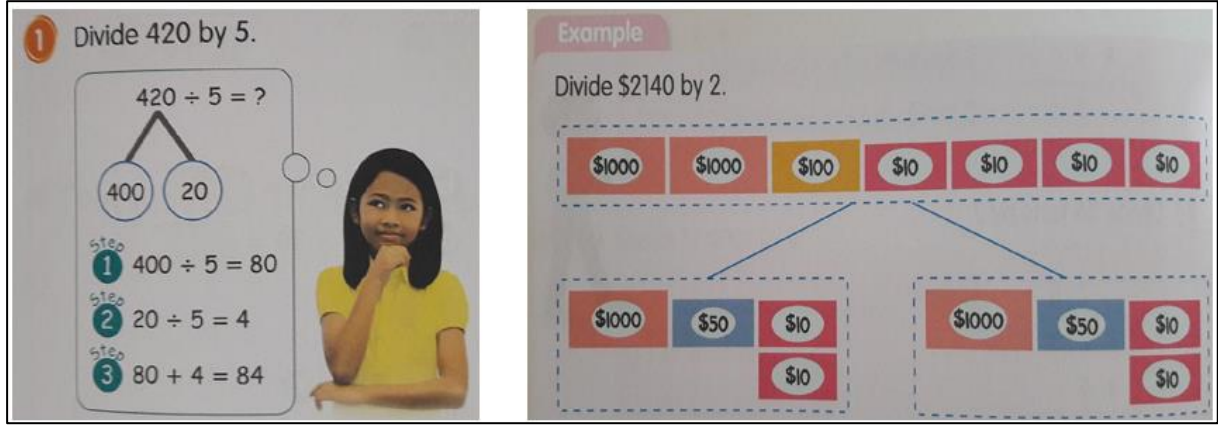 1 Divide 420 by 5.
420 ÷ 5 = ?
400 20
Step 1 400 ÷ 5 = 80
Step 2 20 ÷ 5 = 4
Step 3 80 + 4 = 84
Example
Divide $2140 by 2.
$1000 $1000 $100 $10 $10 $10 $10
$1000 $50 $10
$10
$1000 $50 $10
$10